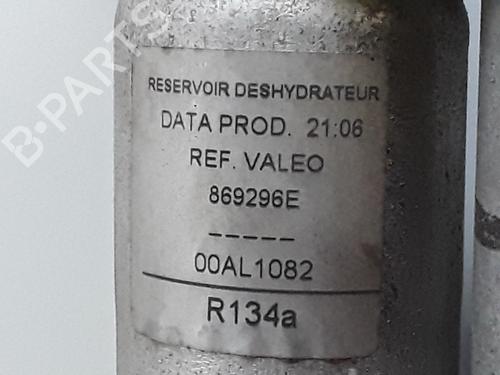 B-PARTS
RESERVOIR DESHYDRATEUR
DATA PROD. 21:06
REF. VALEO
869296E
-----
00AL1082
R134a